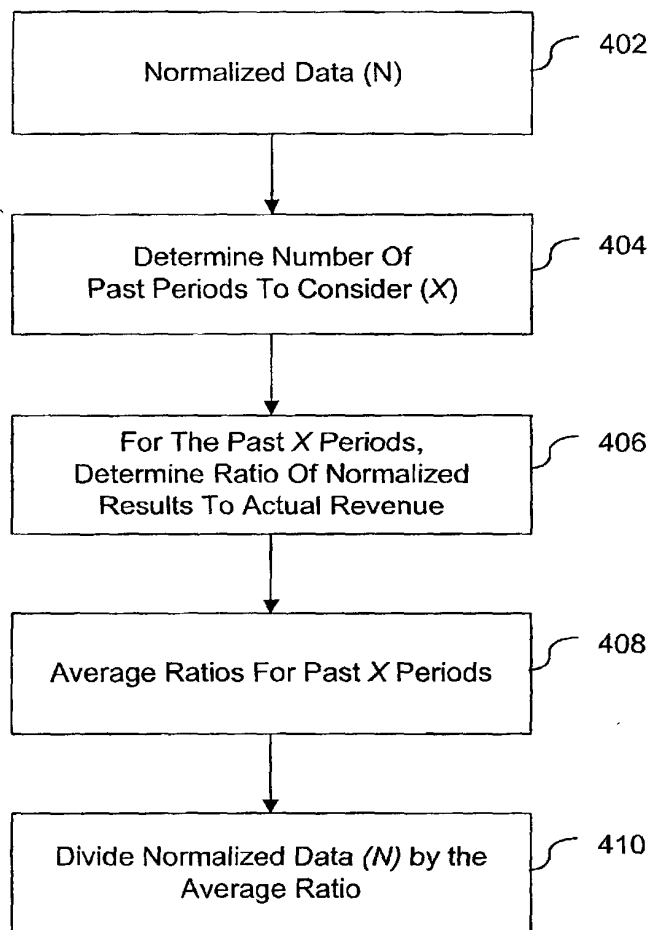 Normalized Data (N)
402
Determine Number Of
Past Periods To Consider (X)
404
For The Past X Periods,
Determine Ratio Of Normalized
Results To Actual Revenue
406
Average Ratios For Past X Periods
408
Divide Normalized Data (N) by the
Average Ratio
410